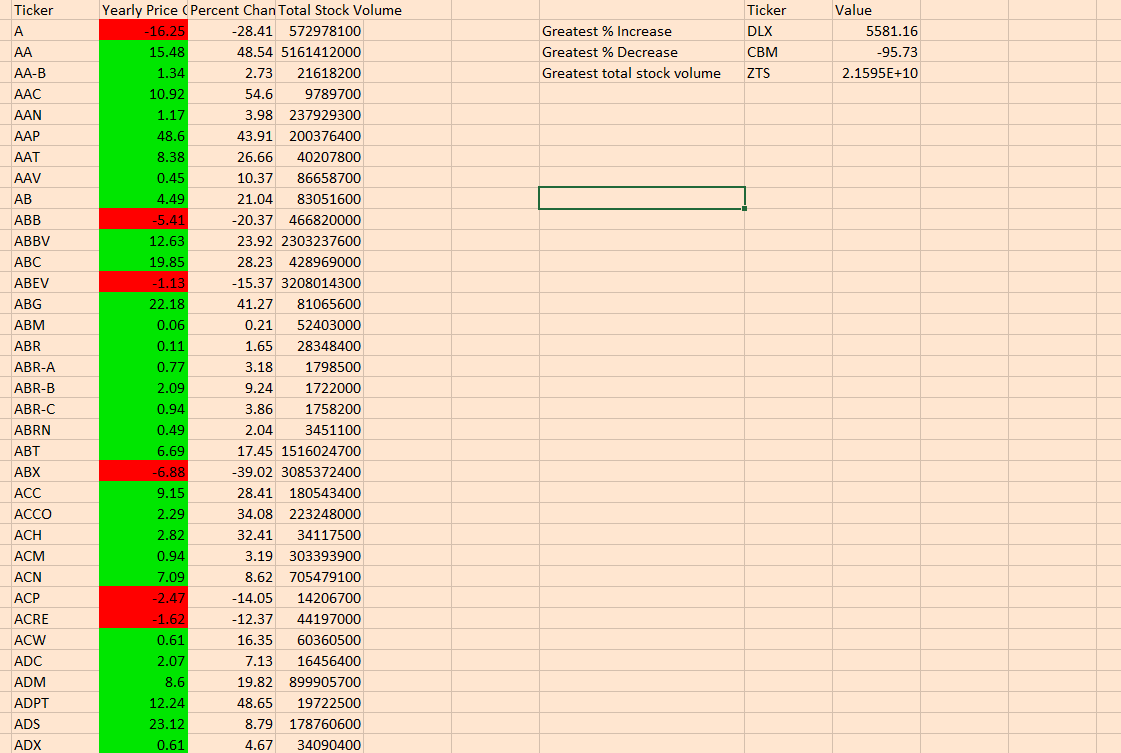 Ticker Yearly Price C Percent Chan Total Stock Volume Ticker Value
A -16.25 -28.41 572978100 Greatest % Increase DLX 5581.16
AA 15.48 48.54 5161412000 Greatest % Decrease CBM -95.73
AA-B 1.34 2.73 21618200 Greatest total stock volume ZTS 2.1595E+10
AAC 10.92 54.6 9789700
AAN 1.17 3.98 237929300
AAP 48.6 43.91 200376400
AAT 8.38 26.66 40207800
AAV 0.45 10.37 86658700
AB 4.49 21.04 83051600
ABB -5.41 -20.37 466820000
ABBV 12.63 23.92 2303237600
ABC 19.85 28.23 428969000
ABEV -1.13 -15.37 3208014300
ABG 22.18 41.27 81065600
ABM 0.06 0.21 52403000
ABR 0.11 1.65 28348400
ABR-A 0.77 3.18 1798500
ABR-B 2.09 9.24 1722000
ABR-C 0.94 3.86 1758200
ABRN 0.49 2.04 3451100
ABT 6.69 17.45 1516024700
ABX -6.88 -39.02 3085372400
ACC 9.15 28.41 180543400
ACCO 2.29 34.08 223248000
ACH 2.82 32.41 34117500
ACM 0.94 3.19 303393900
ACN 7.09 8.62 705479100
ACP -2.47 -14.05 14206700
ACRE -1.62 -12.37 44197000
ACW 0.61 16.35 60360500
ADC 2.07 7.13 16456400
ADM 8.6 19.82 899905700
ADPT 12.24 48.65 19722500
ADS 23.12 8.79 178760600
ADX 0.61 4.67 34090400